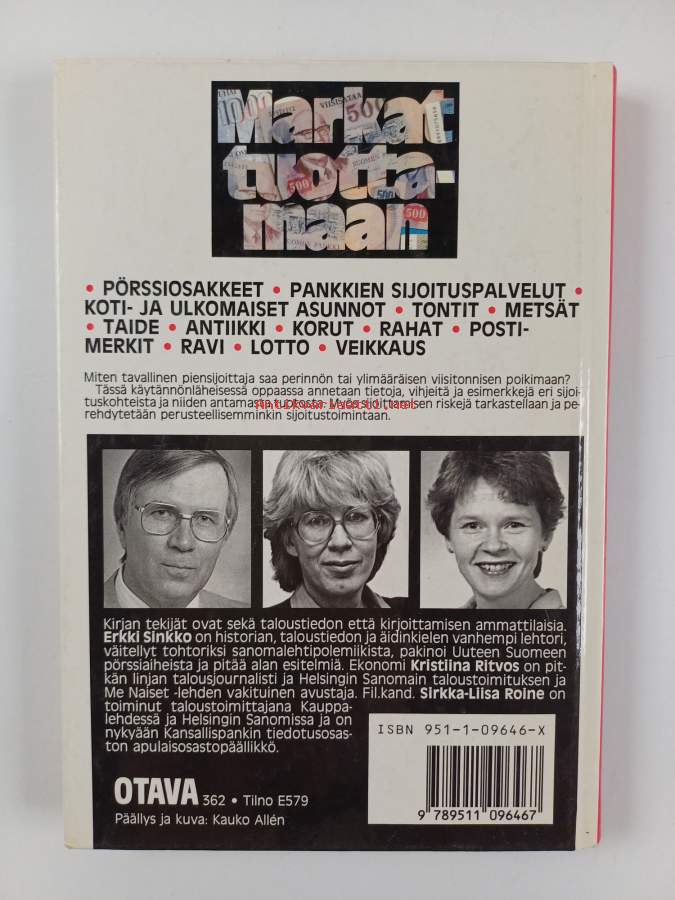 Markat
tuotta-
maan
• PÖRSSIOSAKKEET • PANKKIEN SIJOITUSPALVELUT •
KOTI- JA ULKOMAISET ASUNNOT • TONTIT • METSÄT
• TAIDE • ANTIIKKI • KORUT • RAHAT • POSTI-
MERKIT • RAVI • LOTTO • VEIKKAUS
Miten tavallinen piensijoittaja saa perinnön tai ylimääräisen viisitonnisen poikimaan?
Tässä käytännönläheisessä oppaassa annetaan tietoja, vihjeitä ja esimerkkejä eri sijoi-
tuskohteista ja niiden antamasta tuotosta. Myös sijoittamisen riskejä tarkastellaan ja pe-
rehdytetään perusteellisemminkin sijoitustoimintaan.
Kirjan tekijät ovat sekä taloustiedon että kirjoittamisen ammattilaisia.
Erkki Sinkko on historian, taloustiedon ja äidinkielen vanhempi lehtori,
väitellyt tohtoriksi sanomalehtipolemiikista, pakinoi Uuteen Suomeen
pörssiaiheista ja pitää alan esitelmiä. Ekonomi Kristiina Ritvos on pit-
kän linjan talousjournalisti ja Helsingin Sanomain taloustoimituksen ja
Me Naiset -lehden vakituinen avustaja. Fil.kand. Sirkka-Liisa Roine on
toiminut taloustoimittajana Kauppa-
lehdessä ja Helsingin Sanomissa ja on
nykyään Kansallispankin tiedotusosas-
ton apulaisosastopäällikkö.
ISBN 951-1-09646-X
OTAVA 362 • Tilno E579
Päällys ja kuva: Kauko Allén
9 789511 096467